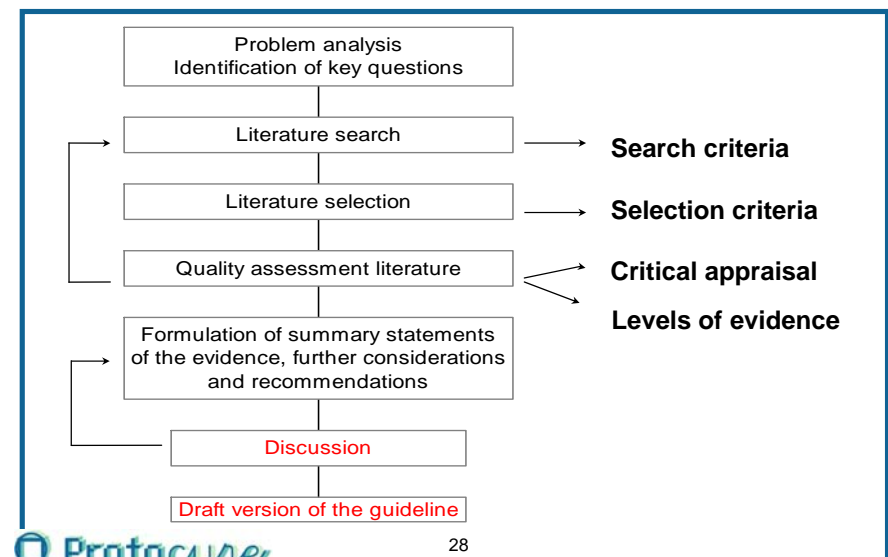 Problem analysis
Identification of key questions
Literature search
Search criteria
Literature selection
Selection criteria
Quality assessment literature
Critical appraisal
Levels of evidence
Formulation of summary statements
of the evidence, further considerations
and recommendations
Discussion
Draft version of the guideline
Protocure
28